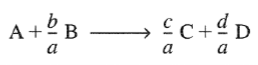 A + b/a B ⟶ c/a C + d/a D